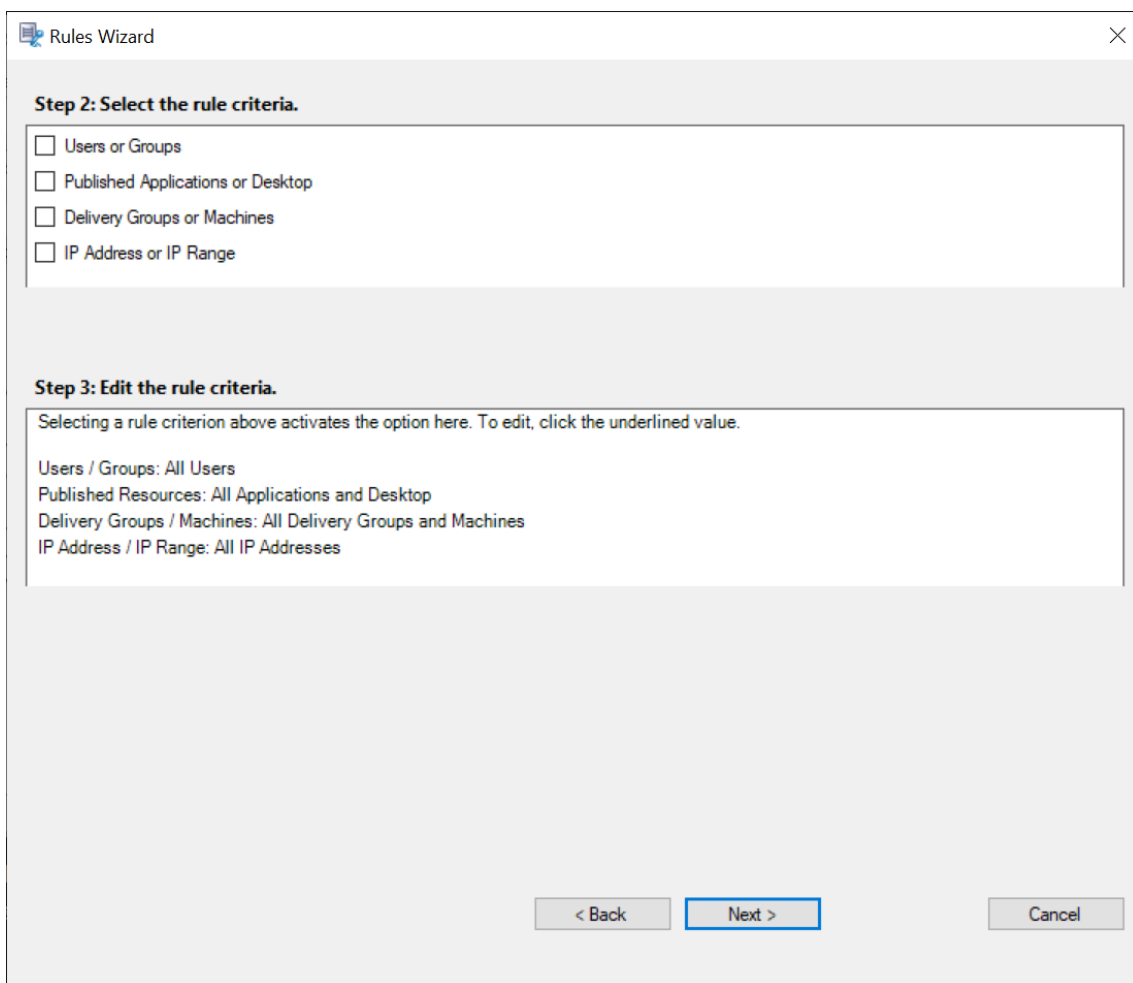 Rules Wizard
Step 2: Select the rule criteria.
Users or Groups
Published Applications or Desktop
Delivery Groups or Machines
IP Address or IP Range
Step 3: Edit the rule criteria.
Selecting a rule criterion above activates the option here. To edit, click the underlined value.
Users / Groups: All Users
Published Resources: All Applications and Desktop
Delivery Groups / Machines: All Delivery Groups and Machines
IP Address / IP Range: All IP Addresses
< Back Next > Cancel